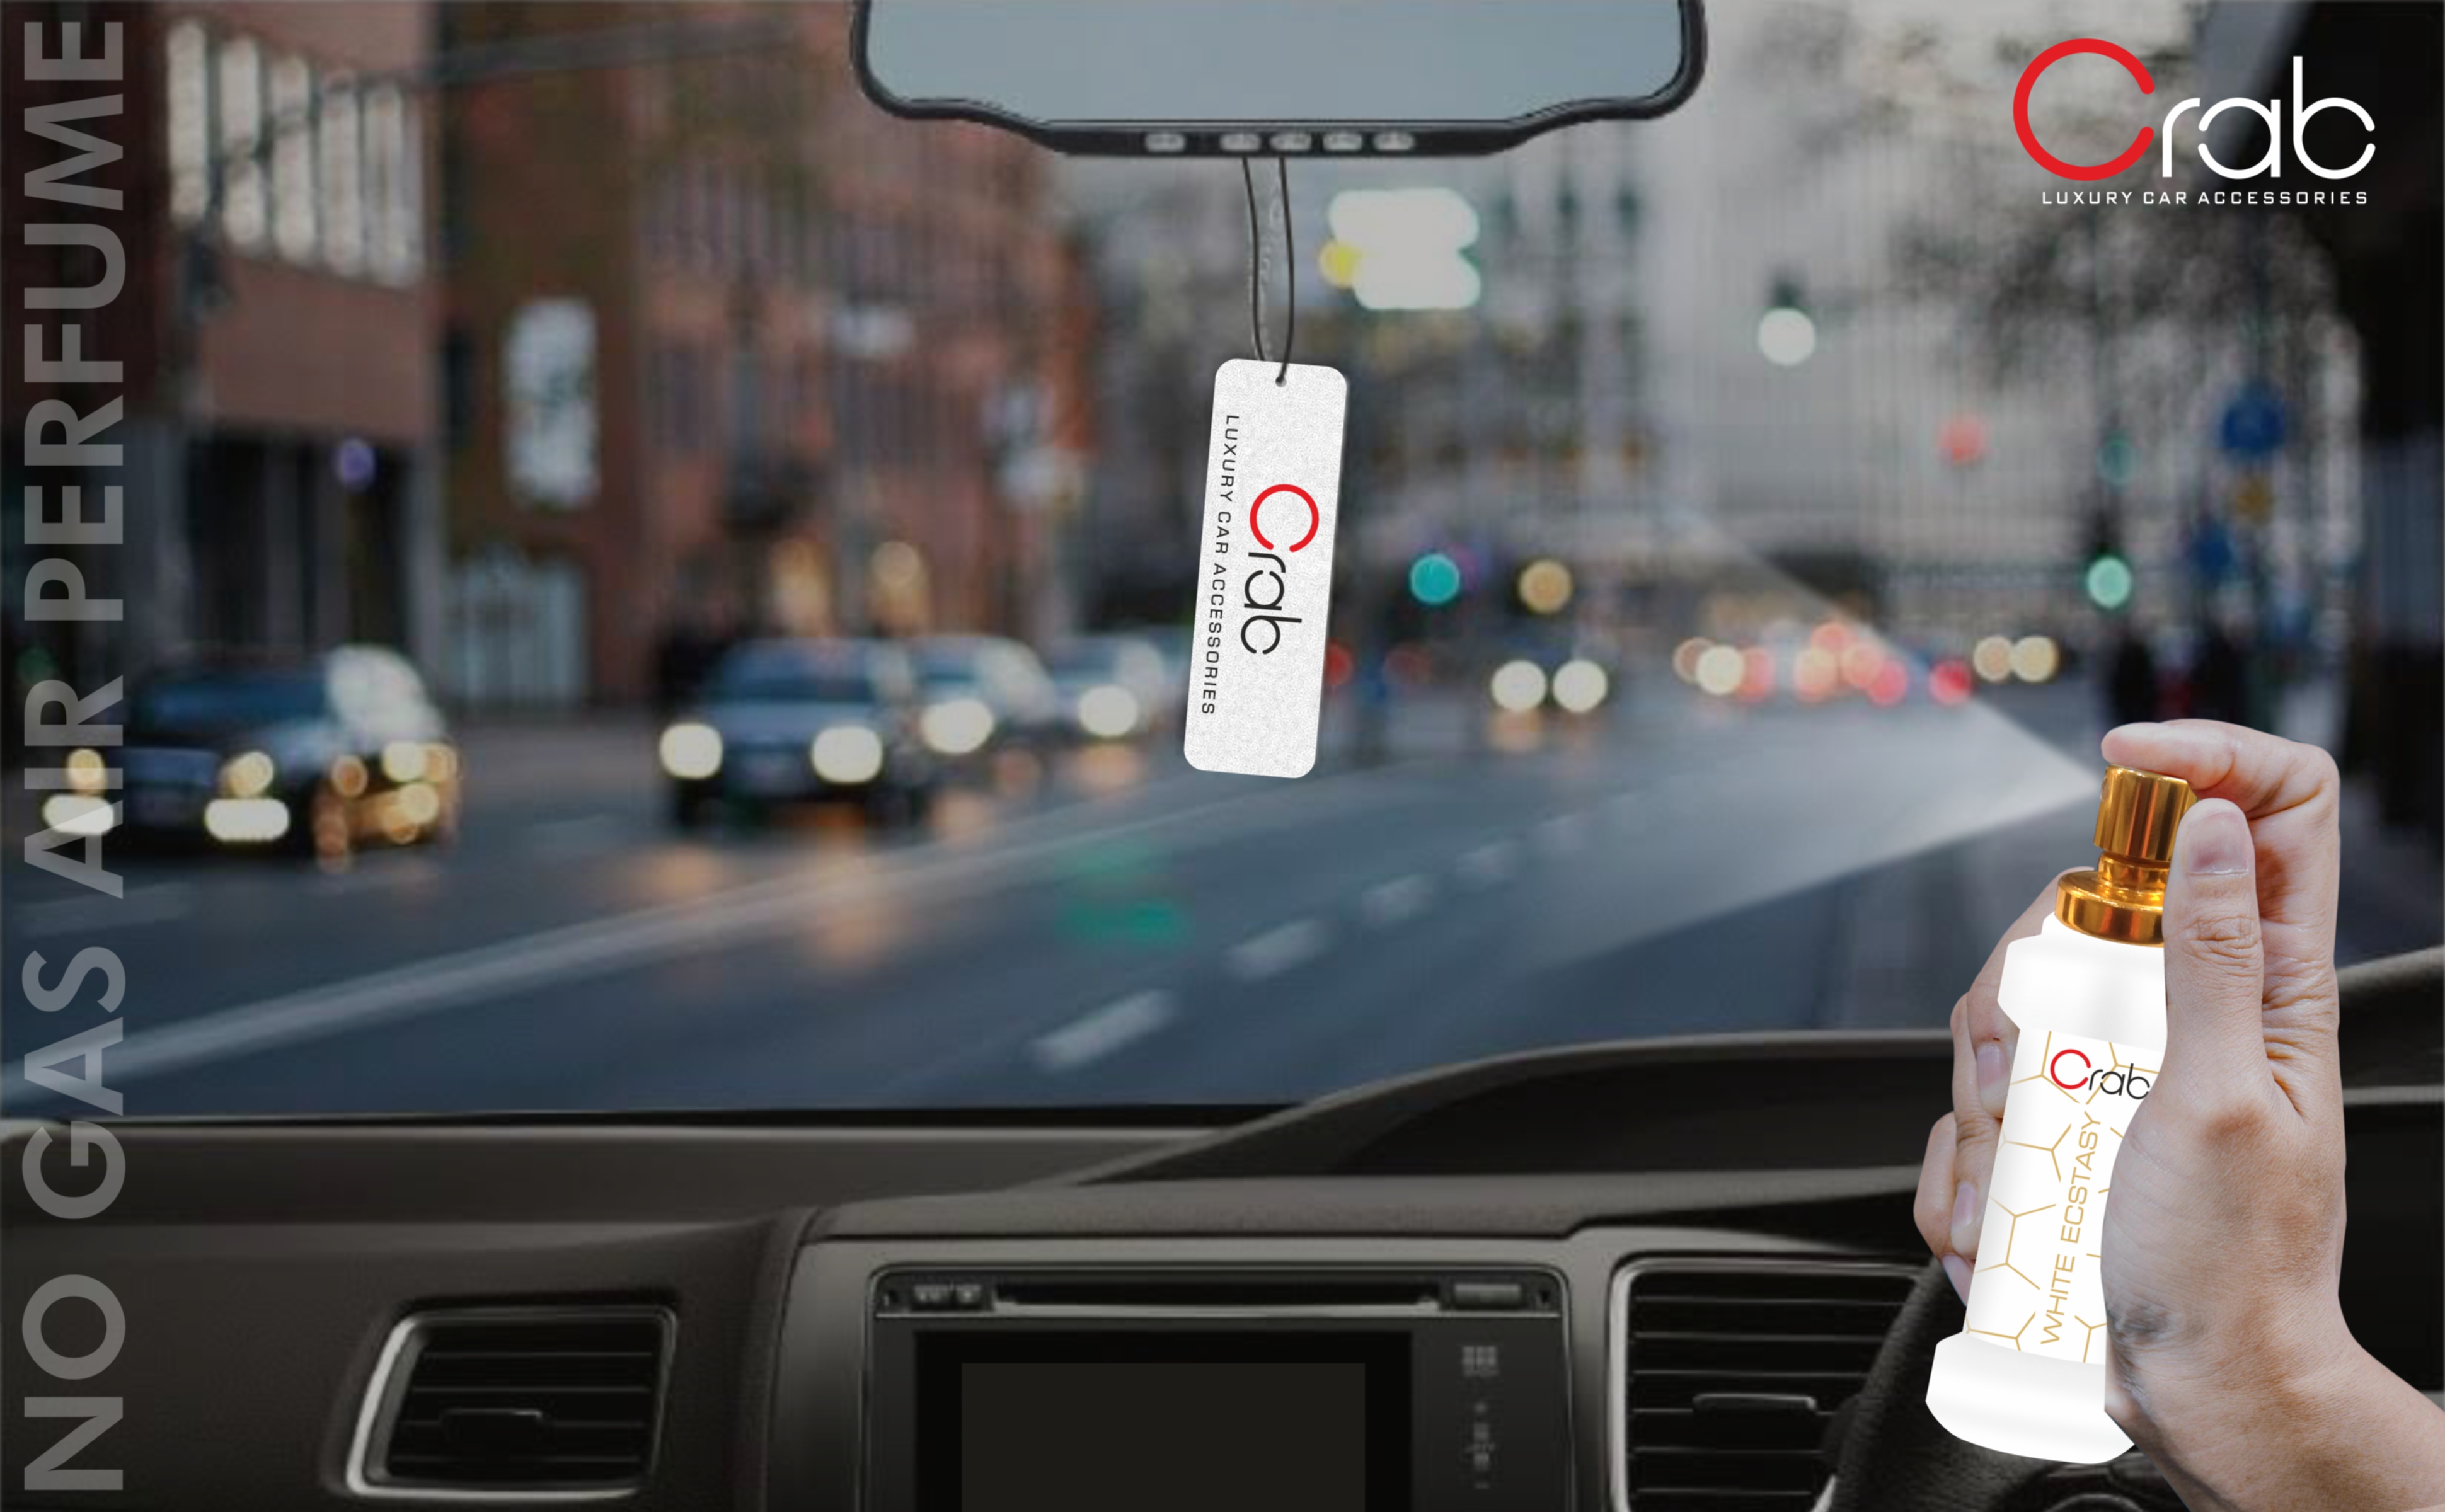 NO GAS AIR PERFUME
Crab
LUXURY CAR ACCESSORIES
Crab
LUXURY CAR ACCESSORIES
Crab
WHITE ECSTASY